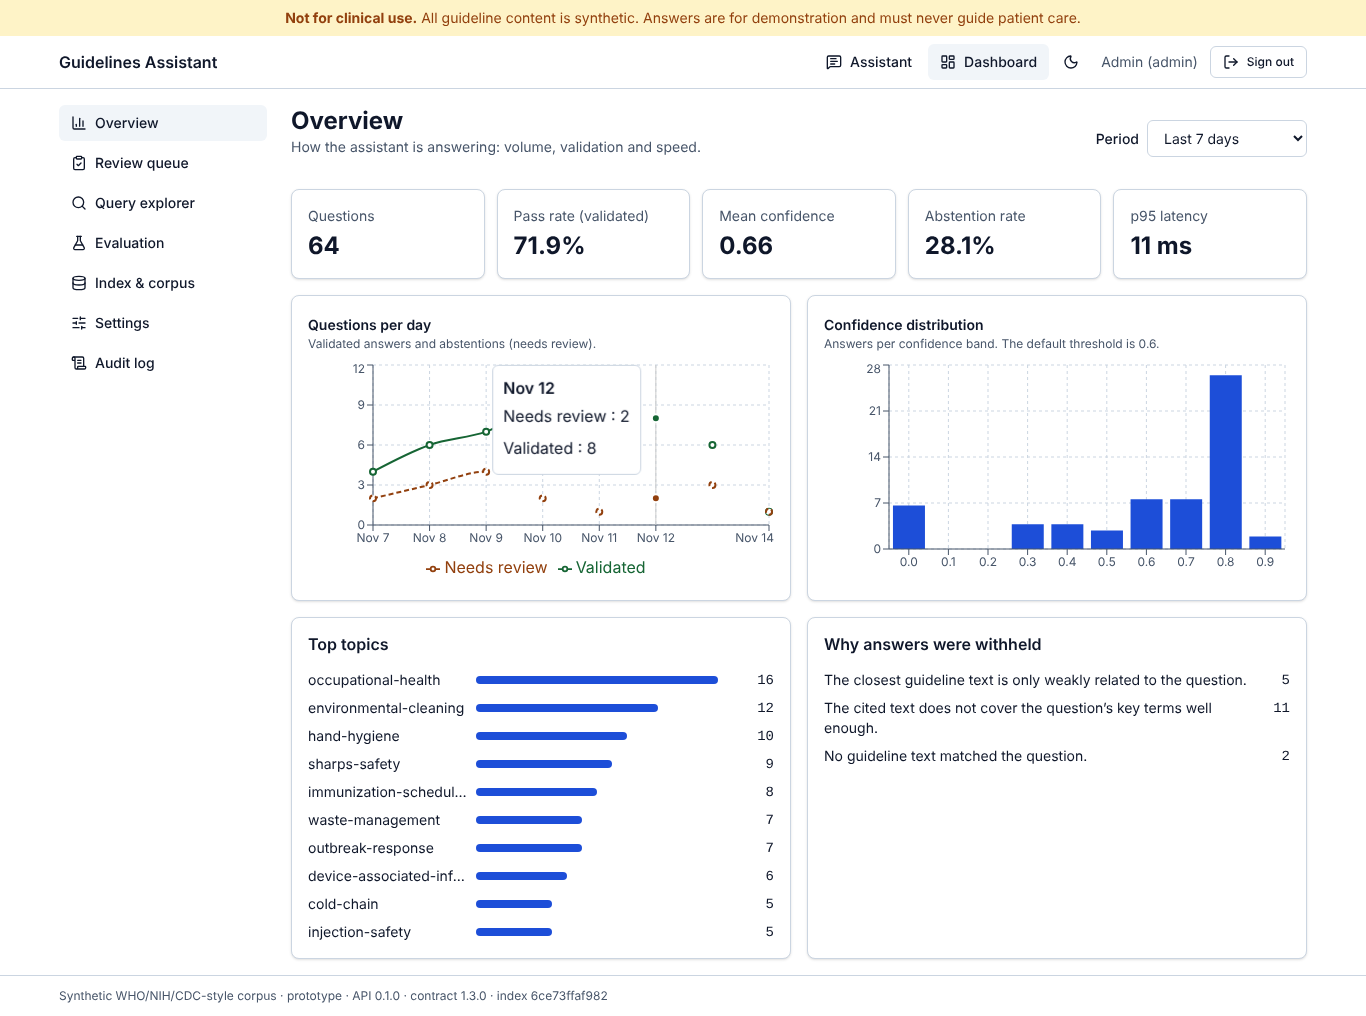 Not for clinical use. All guideline content is synthetic. Answers are for demonstration and must never guide patient care.
Guidelines Assistant
Assistant
Dashboard
Admin (admin)
Sign out
Overview
Review queue
Query explorer
Evaluation
Index & corpus
Settings
Audit log
Overview
How the assistant is answering: volume, validation and speed.
Period
Last 7 days
Questions
64
Pass rate (validated)
71.9%
Mean confidence
0.66
Abstention rate
28.1%
p95 latency
11 ms
Questions per day
Validated answers and abstentions (needs review).
12
9
6
3
0
Nov 7
Nov 8
Nov 9
Nov 10
Nov 11
Nov 12
Nov 14
Nov 12
Needs review : 2
Validated : 8
Needs review
Validated
Confidence distribution
Answers per confidence band. The default threshold is 0.6.
28
21
14
7
0
0.0
0.1
0.2
0.3
0.4
0.5
0.6
0.7
0.8
0.9
Top topics
occupational-health 16
environmental-cleaning 12
hand-hygiene 10
sharps-safety 9
immunization-schedul... 8
waste-management 7
outbreak-response 7
device-associated-inf... 6
cold-chain 5
injection-safety 5
Why answers were withheld
The closest guideline text is only weakly related to the question. 5
The cited text does not cover the question’s key terms well 11
enough.
No guideline text matched the question. 2
Synthetic WHO/NIH/CDC-style corpus · prototype · API 0.1.0 · contract 1.3.0 · index 6ce73ffaf982